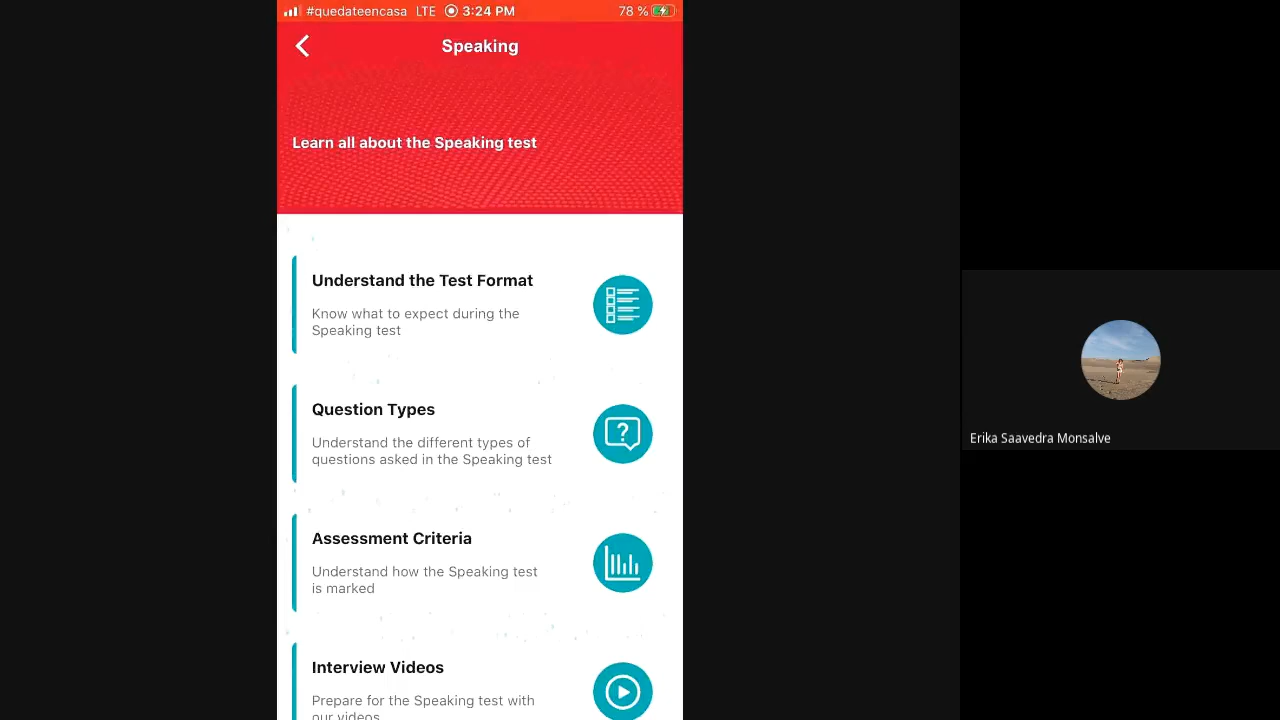 #quedateencasa LTE 3:24 PM 78 %
Speaking
Learn all about the Speaking test
Understand the Test Format
Know what to expect during the
Speaking test
Question Types
Understand the different types of
questions asked in the Speaking test
Assessment Criteria
Understand how the Speaking test
is marked
Interview Videos
Prepare for the Speaking test with
our videos
Erika Saavedra Monsalve